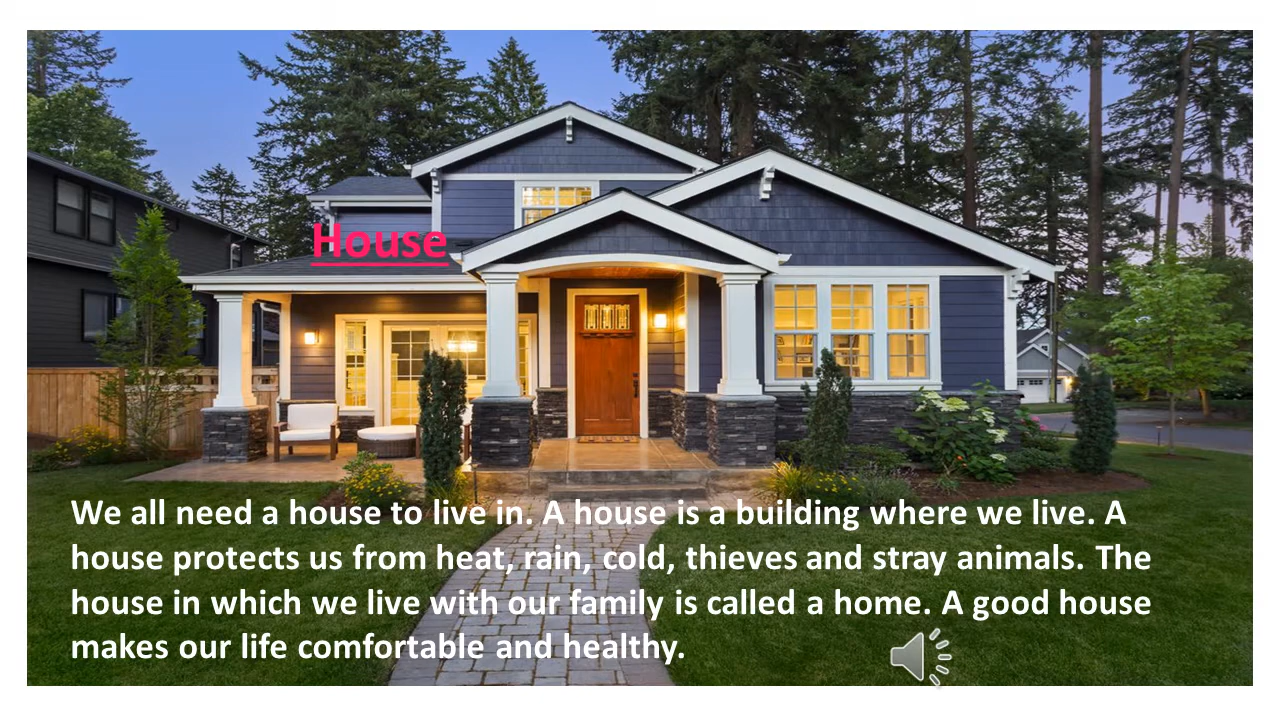 House
We all need a house to live in. A house is a building where we live. A
house protects us from heat, rain, cold, thieves and stray animals. The
house in which we live with our family is called a home. A good house
makes our life comfortable and healthy.